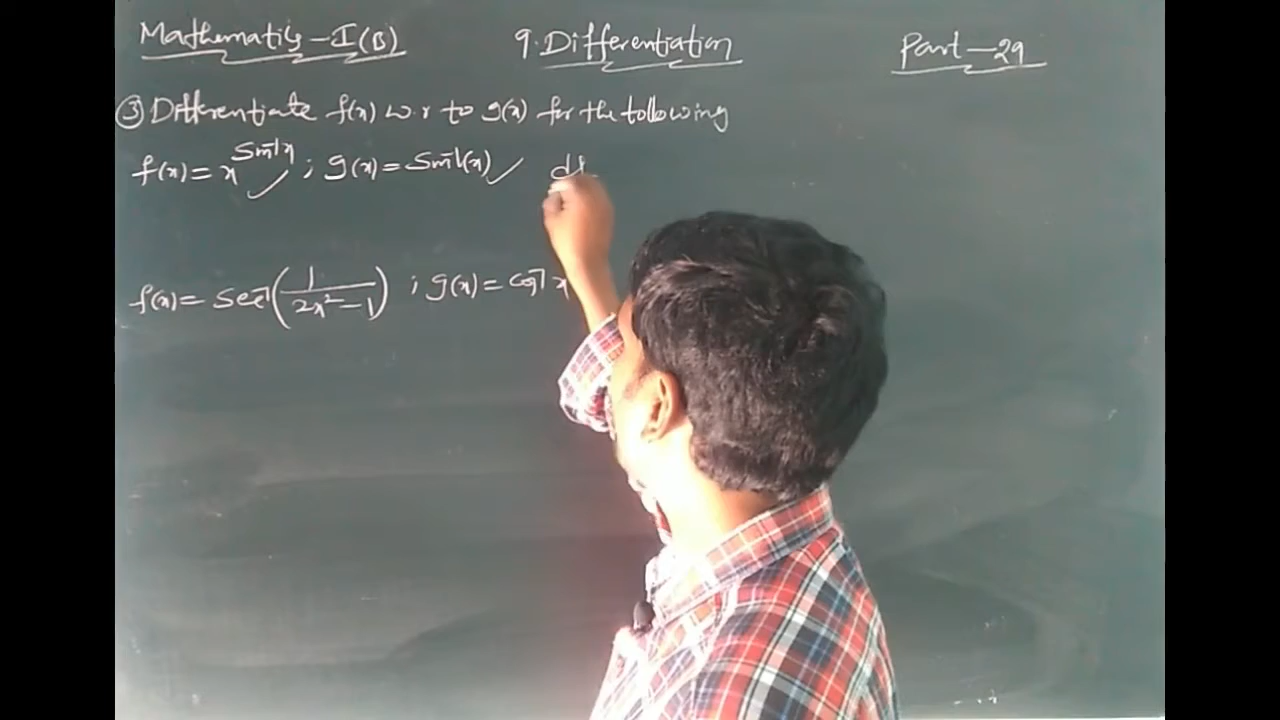 Mathematics-I(B)
9.Differentiation
Part-29
③ Differentiate f(x) w.r to g(x) for the following
f(x) = x^{Sin⁻¹x} ; g(x) = Sin⁻¹(x) ✓ df
f(x) = Sec⁻¹(1/(2x²-1)) ; g(x) = Cos⁻¹x